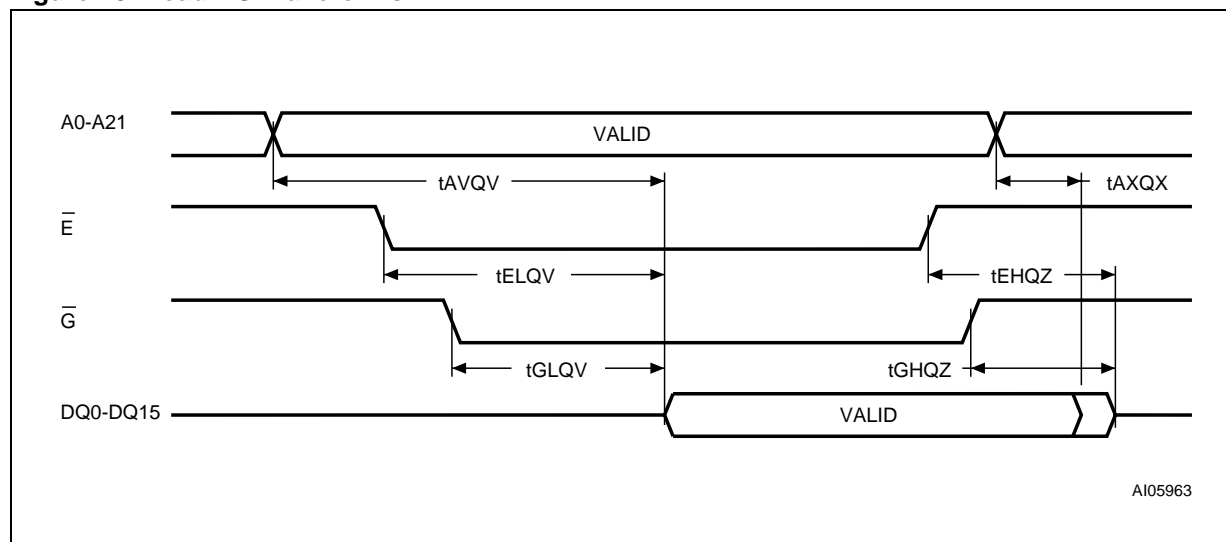 A0-A21
VALID
tAVQV
tAXQX
E
tELQV
tEHQZ
G
tGLQV
tGHQZ
DQ0-DQ15
VALID
AI05963